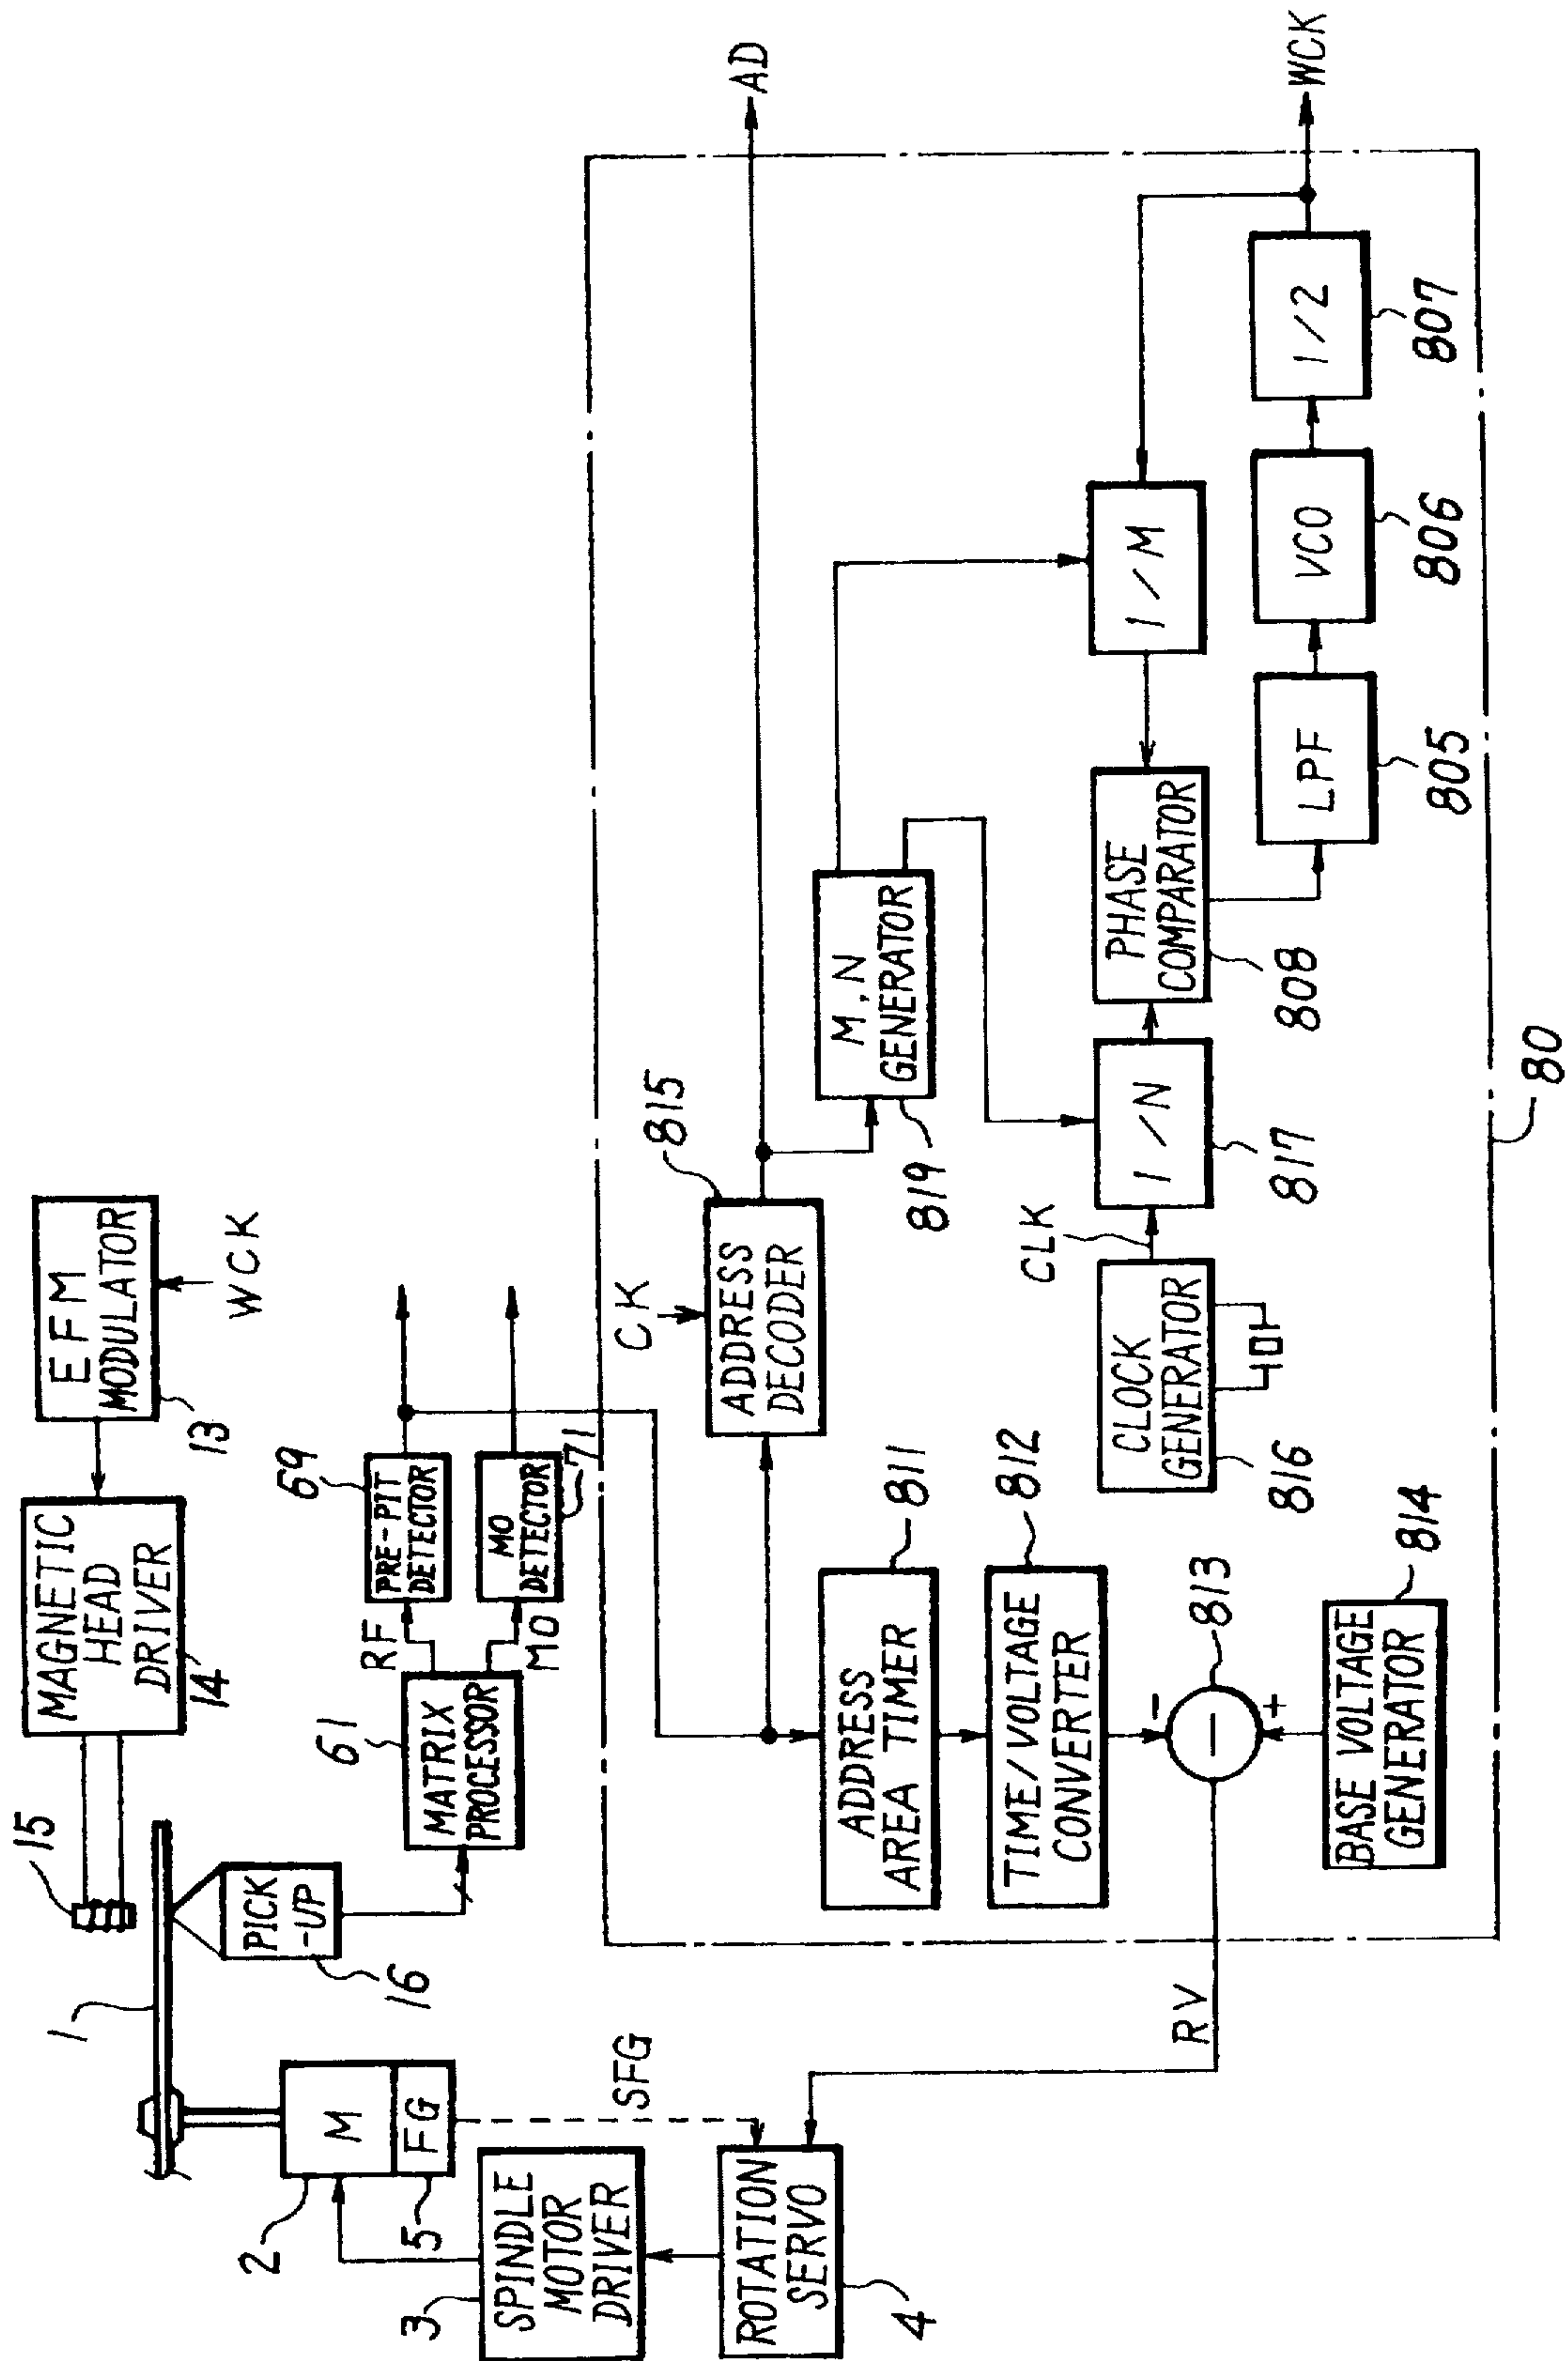 15
MAGNETIC
HEAD
DRIVER
14
EFM
MODULATOR
13
WCK
1
PICK
-UP
16
MATRIX
PROCESSOR
61
RF
MO
PRE-PIT
DETECTOR
69
MO
DETECTOR
71
M
FG
2
5
SPINDLE
MOTOR
DRIVER
3
SFG
ROTATION
SERVO
4
RV
CK
ADDRESS
DECODER
815
AD
ADDRESS
AREA TIMER
811
TIME/VOLTAGE
CONVERTER
812
-
-
+
813
BASE VOLTAGE
GENERATOR
814
M,N
GENERATOR
819
CLOCK
GENERATOR
816
CLK
1/N
817
PHASE
COMPARATOR
808
1/M
LPF
805
VCO
806
1/2
807
WCK
80